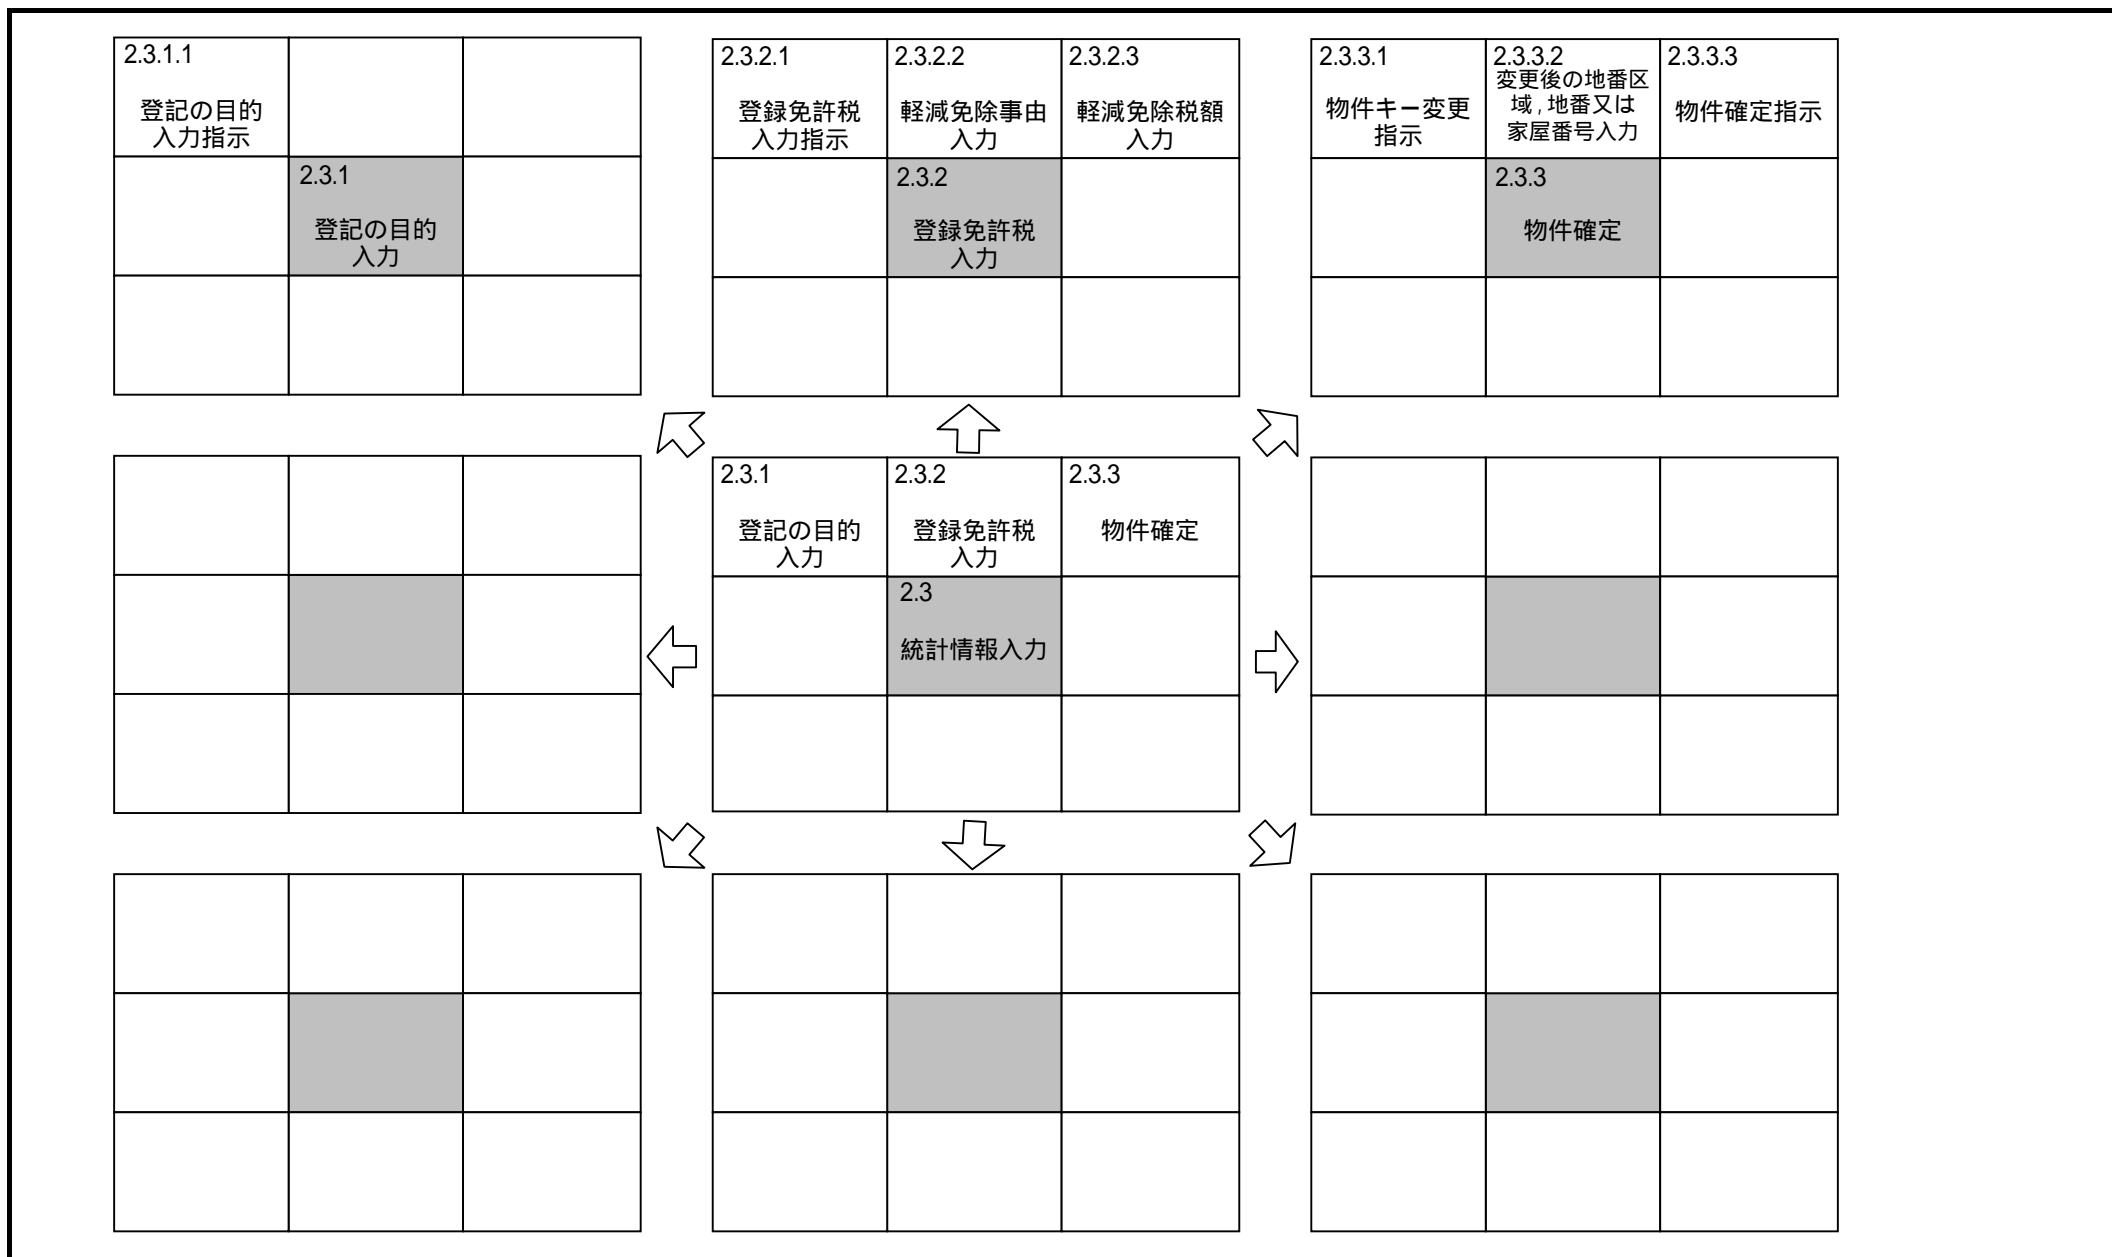 2.3.1.1
登記の目的
入力指示
2.3.1
登記の目的
入力
2.3.2.1
登録免許税
入力指示
2.3.2.2
軽減免除事由
入力
2.3.2.3
軽減免除税額
入力
2.3.2
登録免許税
入力
2.3.3.1
物件キー変更
指示
2.3.3.2
変更後の地番区
域,地番又は
家屋番号入力
2.3.3.3
物件確定指示
2.3.3
物件確定
2.3.1
登記の目的
入力
2.3.2
登録免許税
入力
2.3.3
物件確定
2.3
統計情報入力